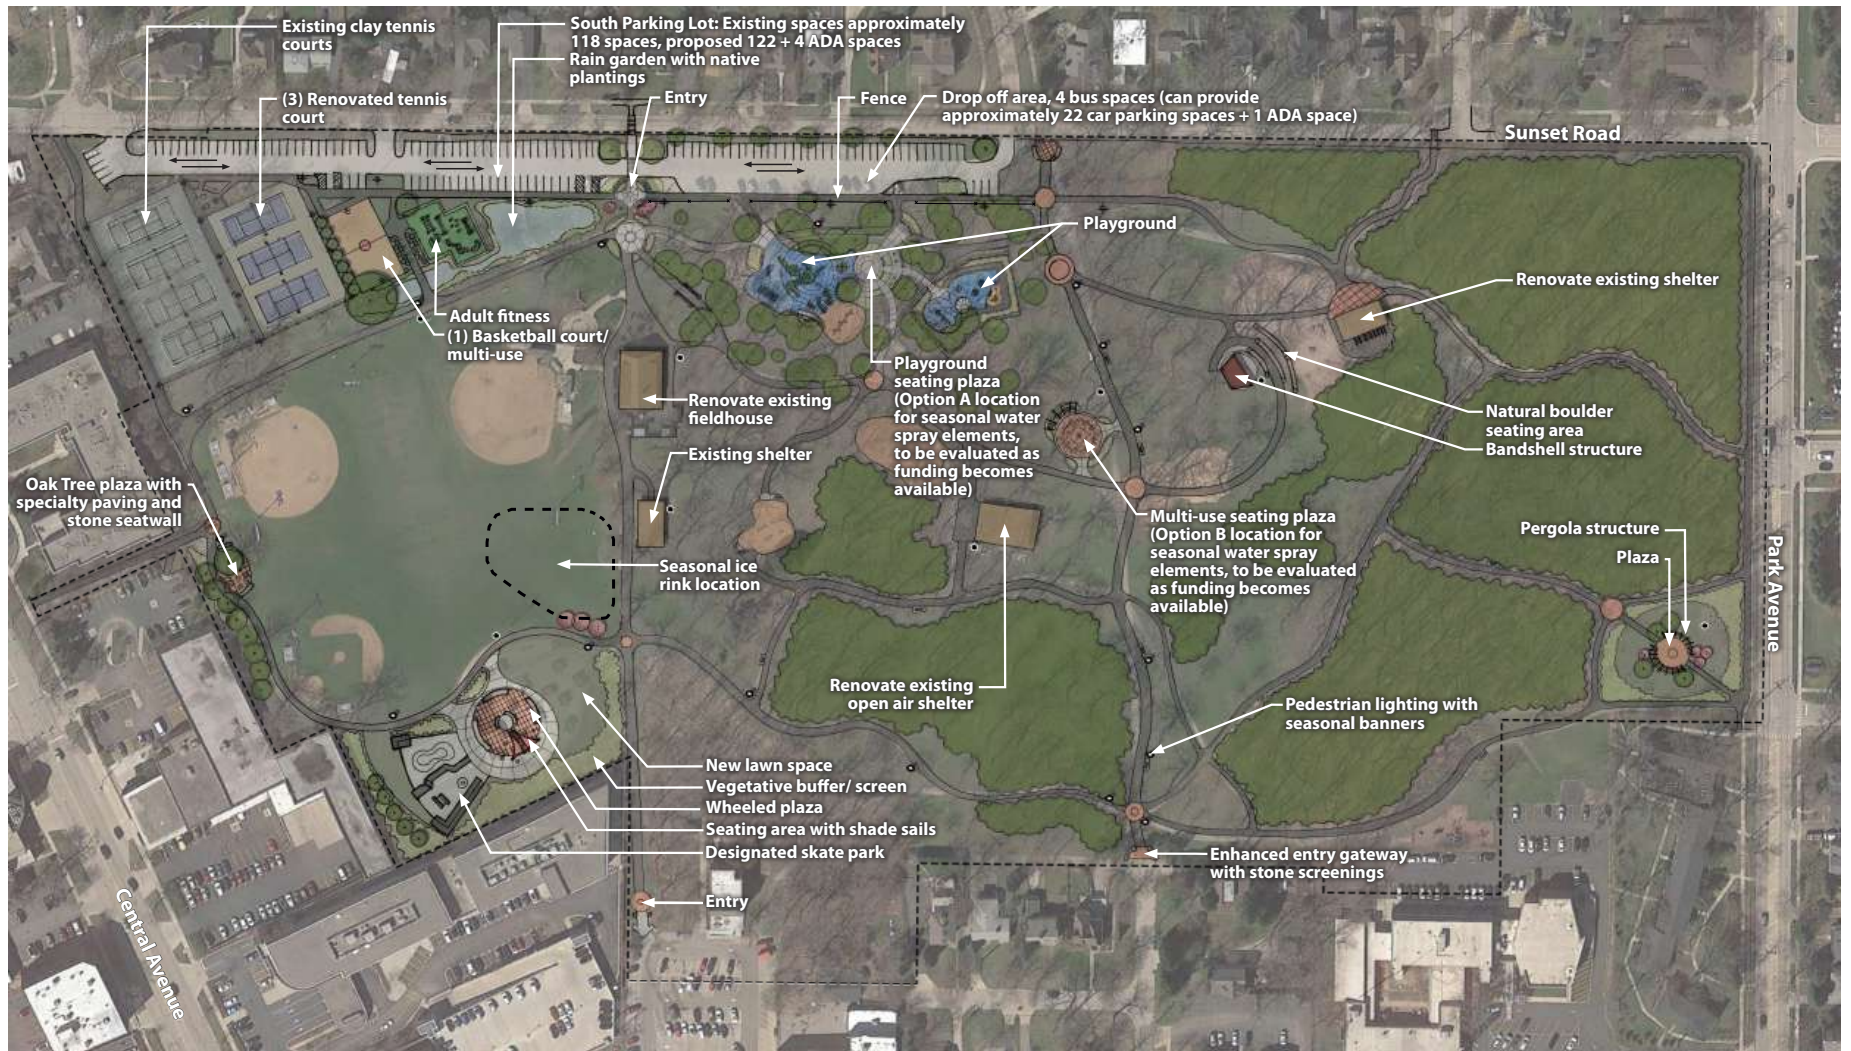 Existing clay tennis
courts
South Parking Lot: Existing spaces approximately
118 spaces, proposed 122 + 4 ADA spaces
Rain garden with native
plantings
(3) Renovated tennis
court
Entry
Fence
Drop off area, 4 bus spaces (can provide
approximately 22 car parking spaces + 1 ADA space)
Sunset Road
Playground
Renovate existing shelter
Adult fitness
(1) Basketball court/
multi-use
Playground
seating plaza
(Option A location
for seasonal water
spray elements,
to be evaluated as
funding becomes
available)
Renovate existing
fieldhouse
Natural boulder
seating area
Bandshell structure
Existing shelter
Oak Tree plaza with
specialty paving and
stone seatwall
Multi-use seating plaza
(Option B location for
seasonal water spray
elements, to be evaluated
as funding becomes
available)
Pergola structure
Plaza
Park Avenue
Seasonal ice
rink location
Renovate existing
open air shelter
Pedestrian lighting with
seasonal banners
New lawn space
Vegetative buffer/ screen
Wheeled plaza
Seating area with shade sails
Designated skate park
Enhanced entry gateway
with stone screenings
Entry
Central Avenue